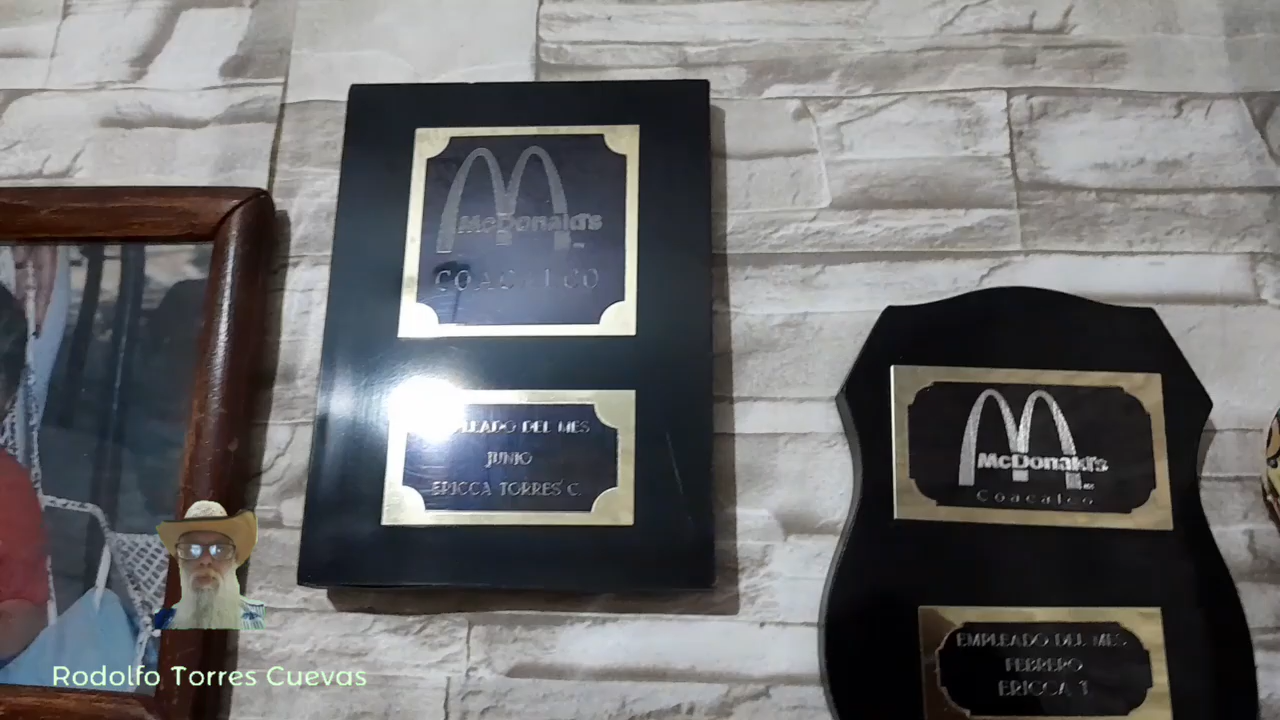 McDonald's
COACALCO
EMPLEADO DEL MES
JUNIO
ERICCA TORRES C.
McDonald's
Coacalco
EMPLEADO DEL MES
FEBRERO
ERICCA T
Rodolfo Torres Cuevas